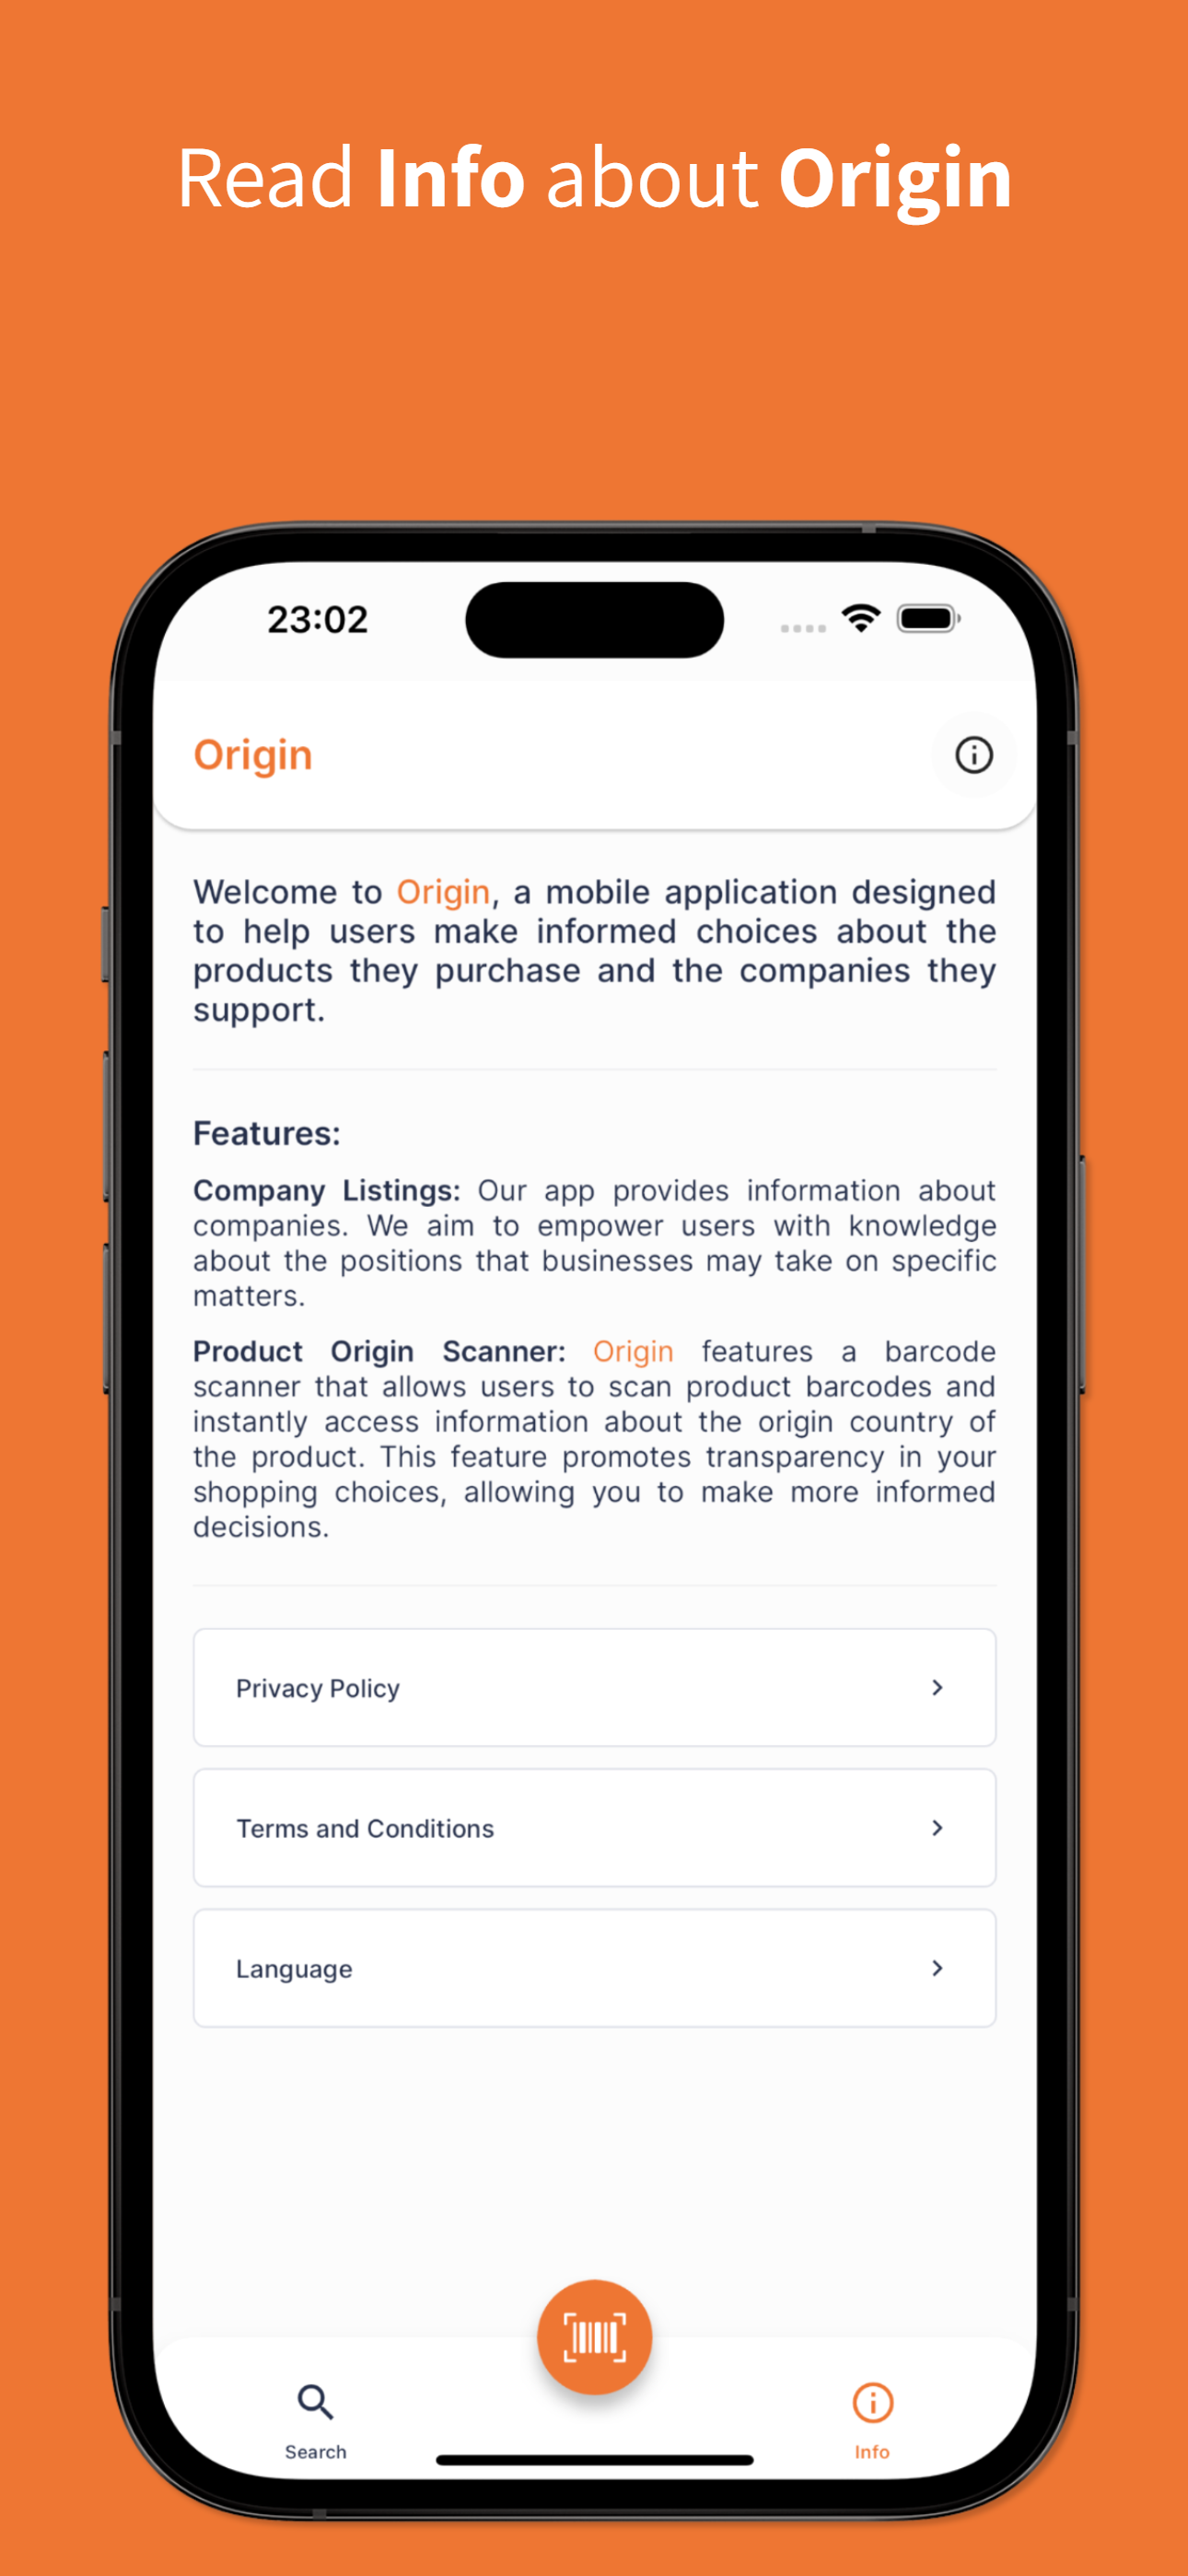 Read Info about Origin
23:02
Origin
Welcome to Origin, a mobile application designed
to help users make informed choices about the
products they purchase and the companies they
support.
Features:
Company Listings: Our app provides information about
companies. We aim to empower users with knowledge
about the positions that businesses may take on specific
matters.
Product Origin Scanner: Origin features a barcode
scanner that allows users to scan product barcodes and
instantly access information about the origin country of
the product. This feature promotes transparency in your
shopping choices, allowing you to make more informed
decisions.
Privacy Policy
Terms and Conditions
Language
Search
Info